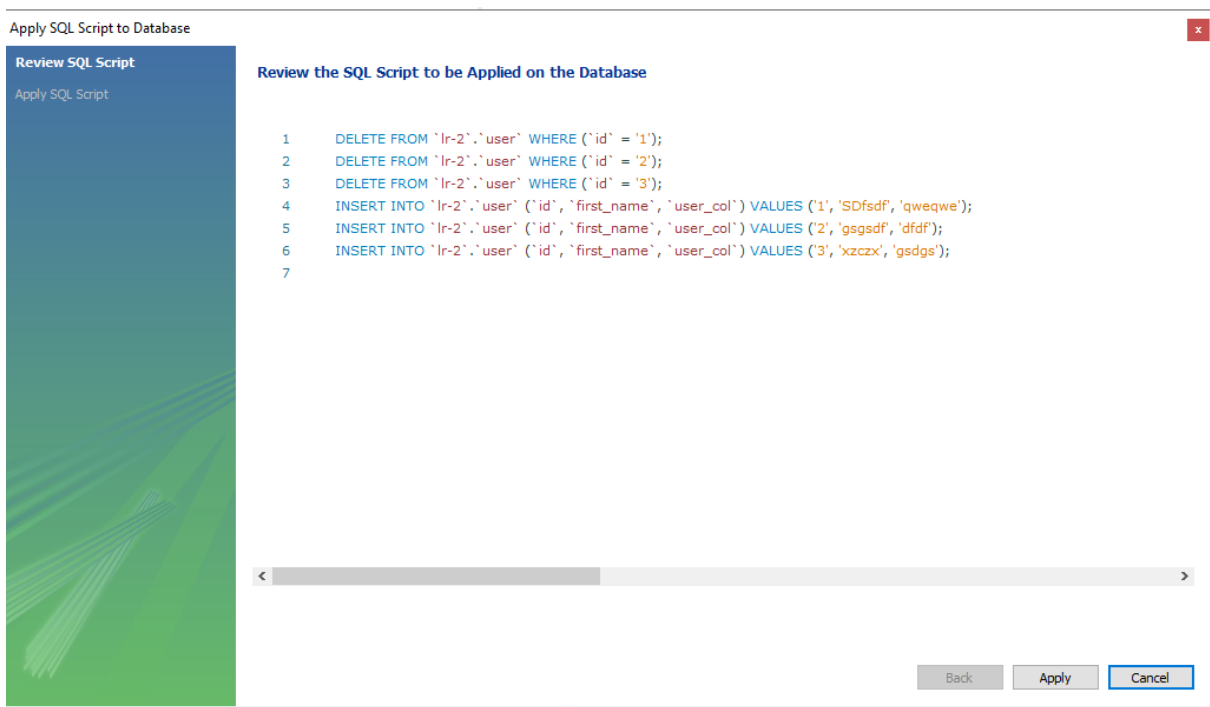 Apply SQL Script to Database
x
Review SQL Script
Apply SQL Script
Review the SQL Script to be Applied on the Database
1 DELETE FROM `lr-2`.`user` WHERE (`id` = '1');
2 DELETE FROM `lr-2`.`user` WHERE (`id` = '2');
3 DELETE FROM `lr-2`.`user` WHERE (`id` = '3');
4 INSERT INTO `lr-2`.`user` (`id`, `first_name`, `user_col`) VALUES ('1', 'SDfsdf', 'qweqwe');
5 INSERT INTO `lr-2`.`user` (`id`, `first_name`, `user_col`) VALUES ('2', 'gsgsdf', 'dfdf');
6 INSERT INTO `lr-2`.`user` (`id`, `first_name`, `user_col`) VALUES ('3', 'xzczx', 'gsdgs');
7
Back Apply Cancel